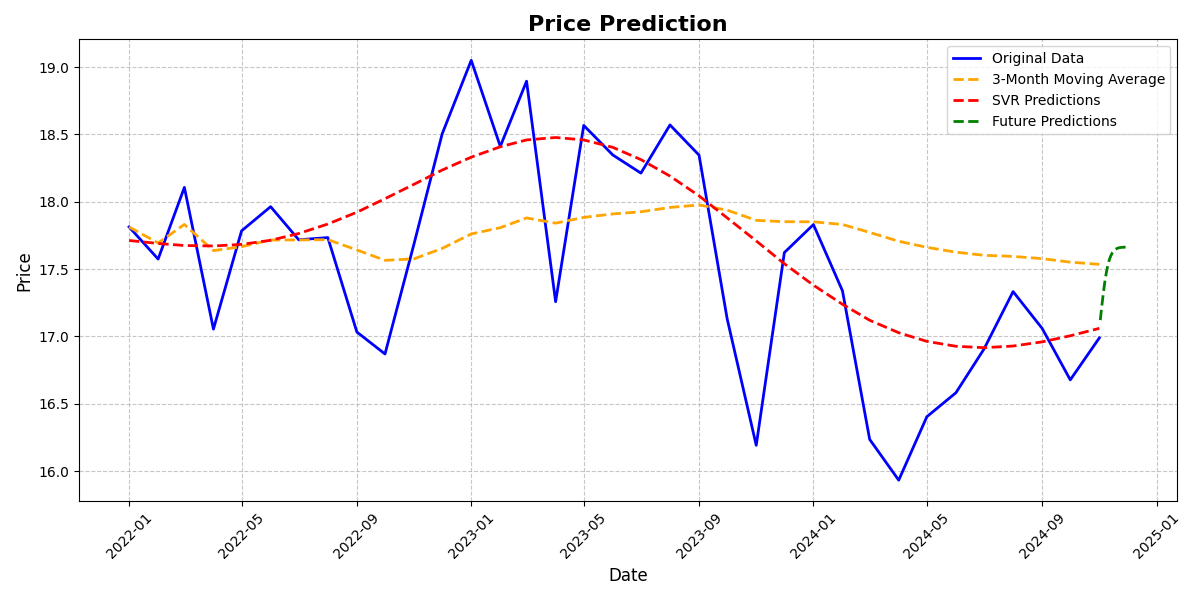 Price Prediction
Original Data
3-Month Moving Average
SVR Predictions
Future Predictions
Price
19.0
18.5
18.0
17.5
17.0
16.5
16.0
2022-01
2022-05
2022-09
2023-01
2023-05
2023-09
2024-01
2024-05
2024-09
2025-01
Date